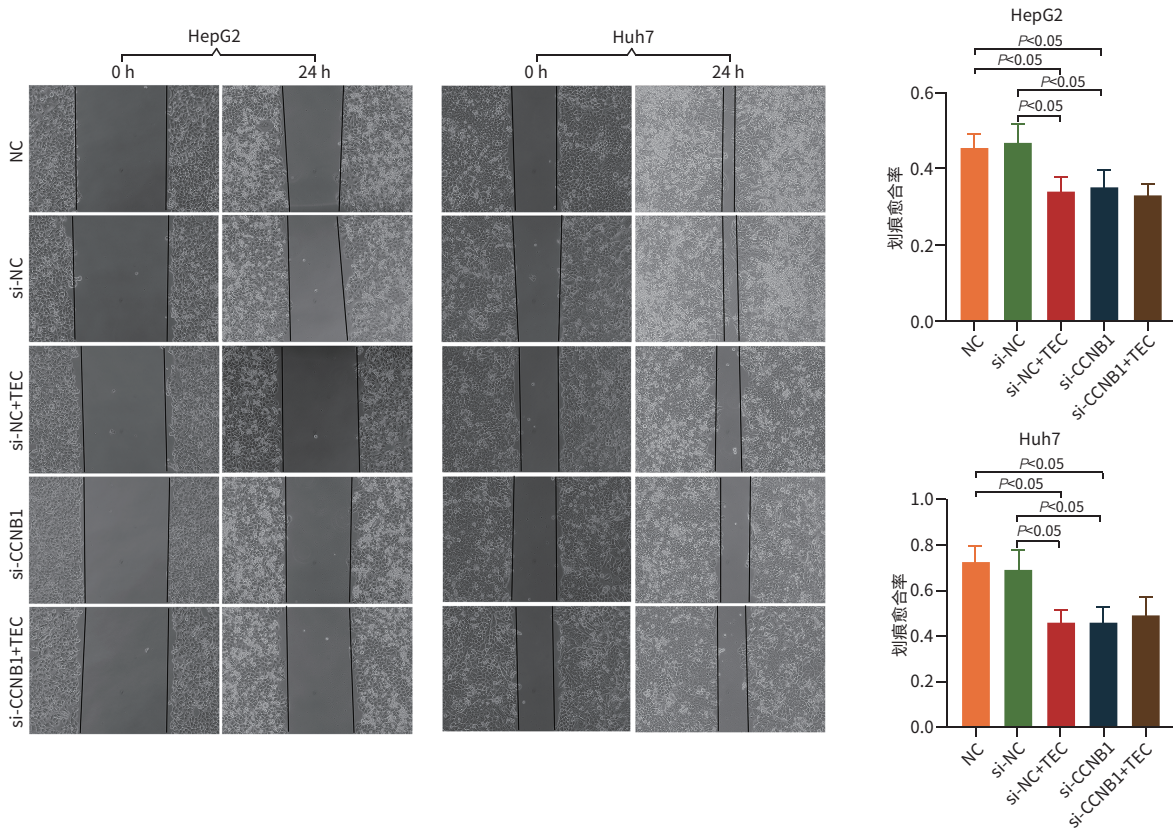 HepG2
0 h
24 h
Huh7
0 h
24 h
NC
si-NC
si-NC+TEC
si-CCNB1
si-CCNB1+TEC
HepG2
P<0.05
P<0.05
P<0.05
P<0.05
0.6
0.4
0.2
0.0
划痕愈合率
NC
si-NC
si-NC+TEC
si-CCNB1
si-CCNB1+TEC
Huh7
P<0.05
P<0.05
P<0.05
P<0.05
1.0
0.8
0.6
0.4
0.2
0.0
划痕愈合率
NC
si-NC
si-NC+TEC
si-CCNB1
si-CCNB1+TEC